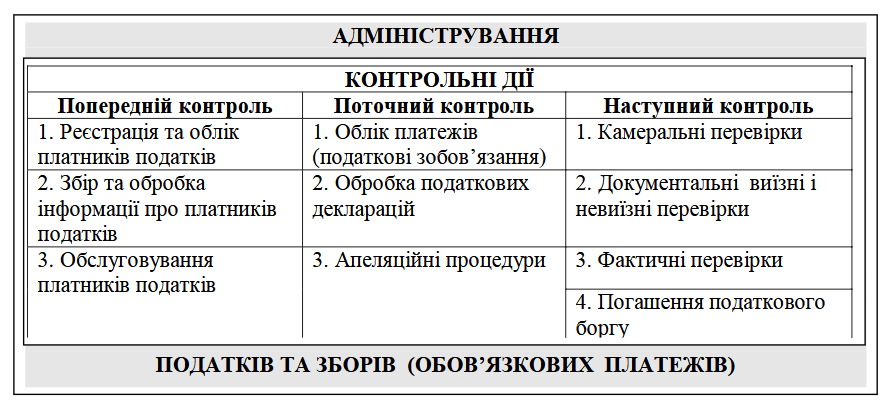 АДМІНІСТРУВАННЯ
КОНТРОЛЬНІ ДІЇ
Попередній контроль
Поточний контроль
Наступний контроль
1. Реєстрація та облік
платників податків
1. Облік платежів
(податкові зобов’язання)
1. Камеральні перевірки
2. Збір та обробка
інформації про платників
податків
2. Обробка податкових
декларацій
2. Документальні виїзні і
невиїзні перевірки
3. Обслуговування
платників податків
3. Апеляційні процедури
3. Фактичні перевірки
4. Погашення податкового
боргу
ПОДАТКІВ ТА ЗБОРІВ (ОБОВ’ЯЗКОВИХ ПЛАТЕЖІВ)